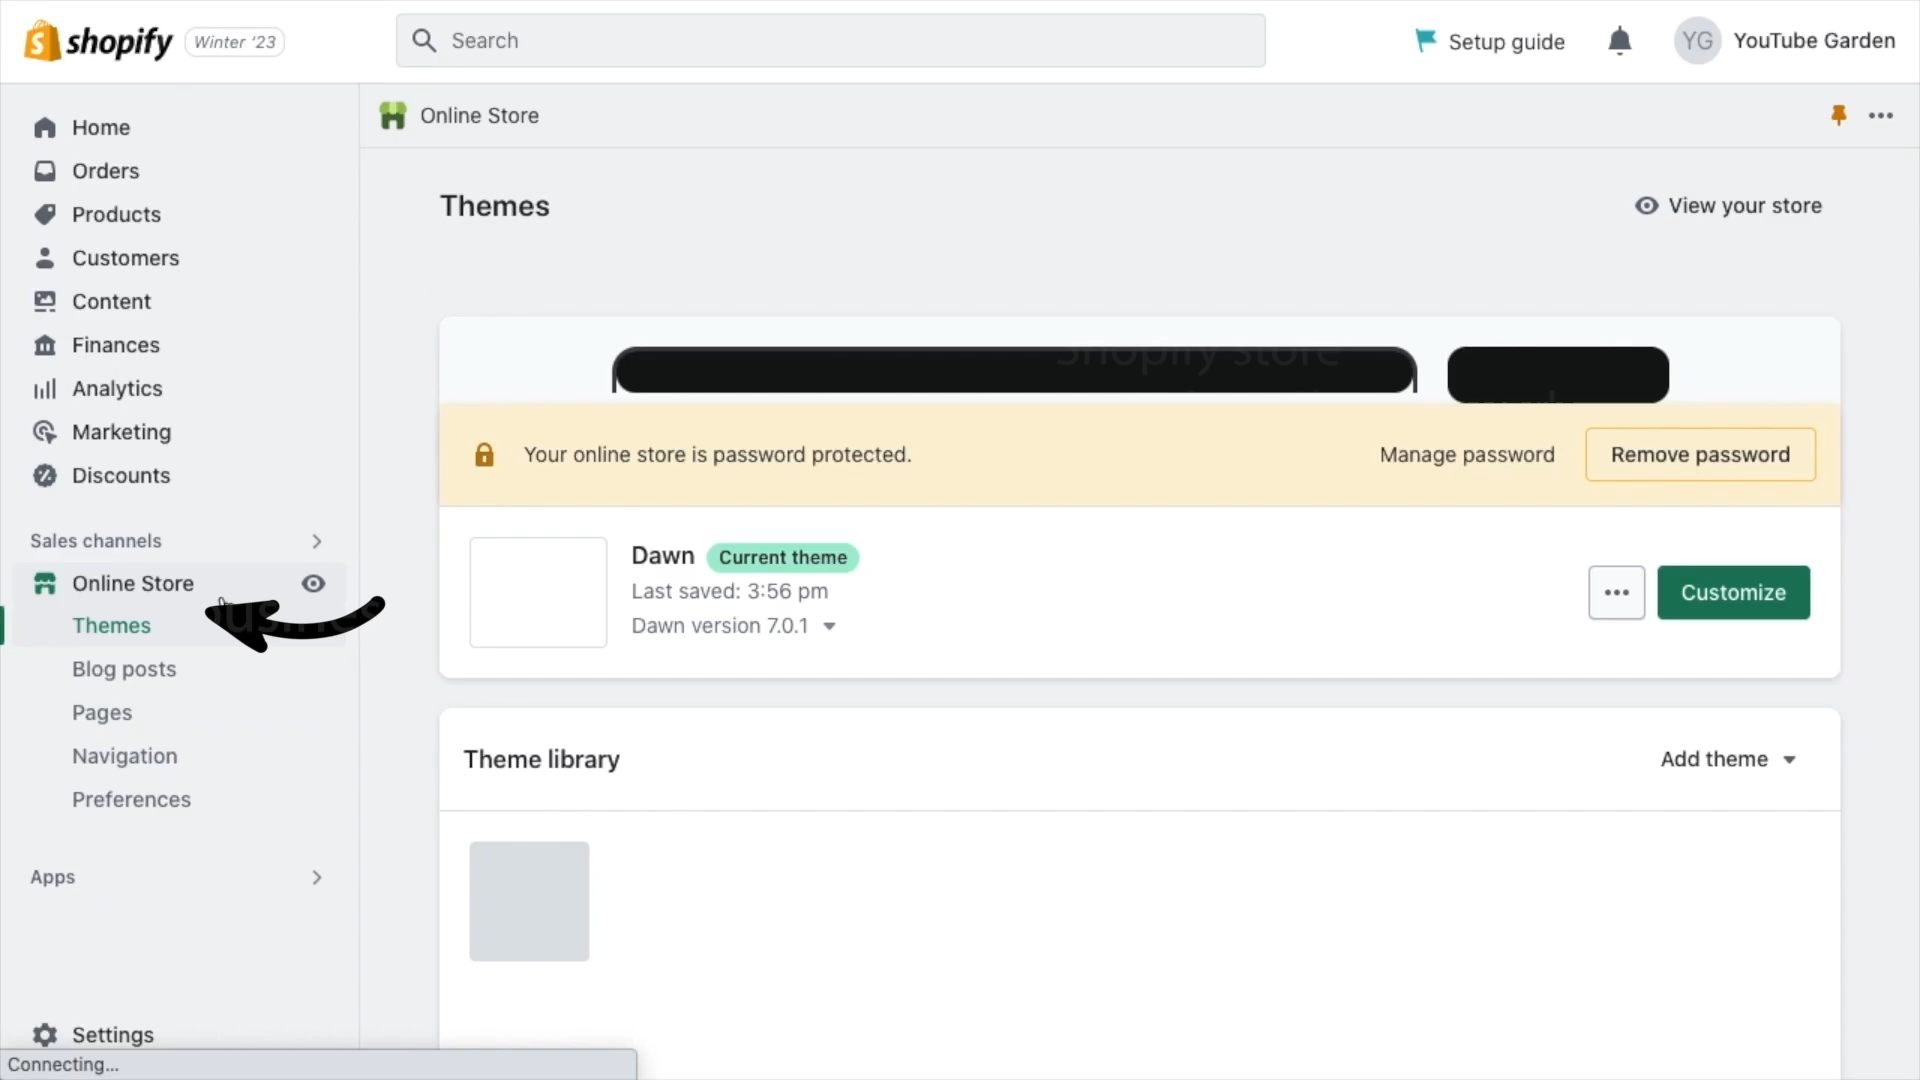 shopify
Winter '23
Search
Setup guide
YG
YouTube Garden
Home
Orders
Products
Customers
Content
Finances
Analytics
Marketing
Discounts
Sales channels
Online Store
Themes
Blog posts
Pages
Navigation
Preferences
Apps
Settings
Connecting...
Online Store
Themes
View your store
Shopify store
Your online store is password protected.
Manage password
Remove password
Dawn
Current theme
Last saved: 3:56 pm
Dawn version 7.0.1
Customize
Theme library
Add theme